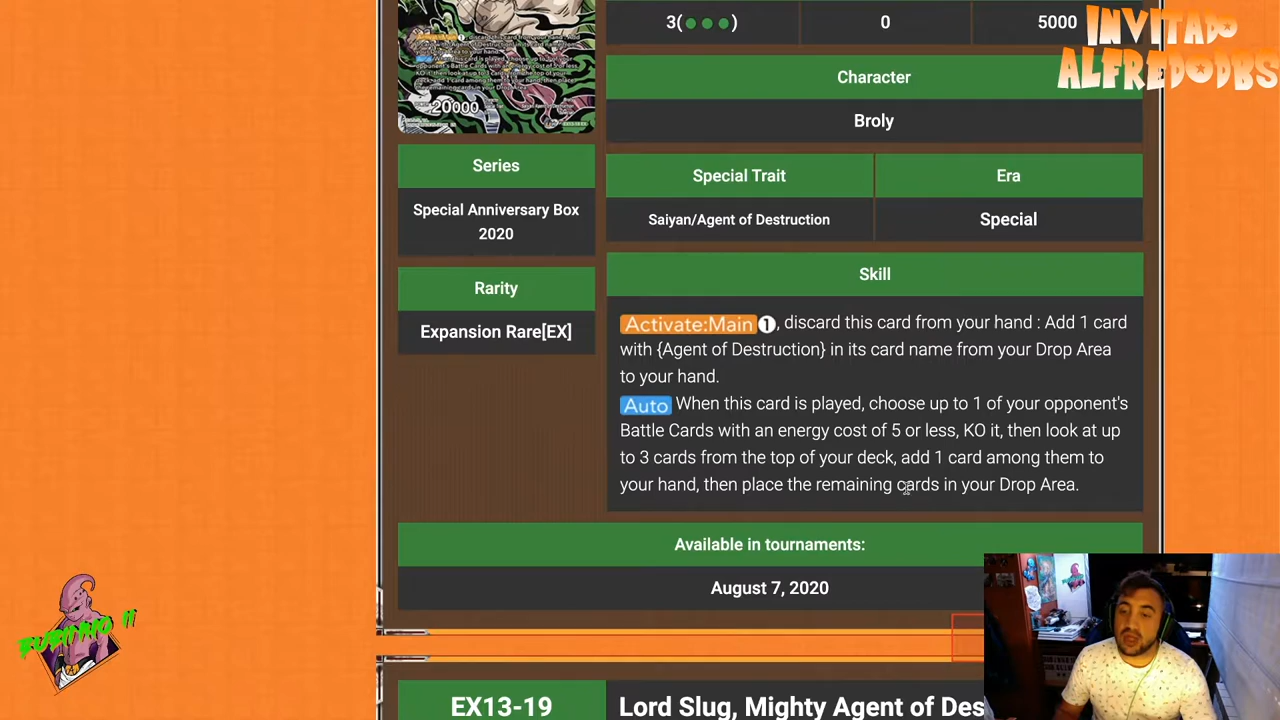 3(●●●)
0
5000
INVITADO
ALFREDODBS
Character
Broly
20000
Series
Special Anniversary Box
2020
Special Trait
Era
Saiyan/Agent of Destruction
Special
Rarity
Expansion Rare[EX]
Skill
Activate:Main 1, discard this card from your hand : Add 1 card
with {Agent of Destruction} in its card name from your Drop Area
to your hand.
Auto When this card is played, choose up to 1 of your opponent's
Battle Cards with an energy cost of 5 or less, KO it, then look at up
to 3 cards from the top of your deck, add 1 card among them to
your hand, then place the remaining cards in your Drop Area.
Available in tournaments:
August 7, 2020
EX13-19
Lord Slug, Mighty Agent of Des